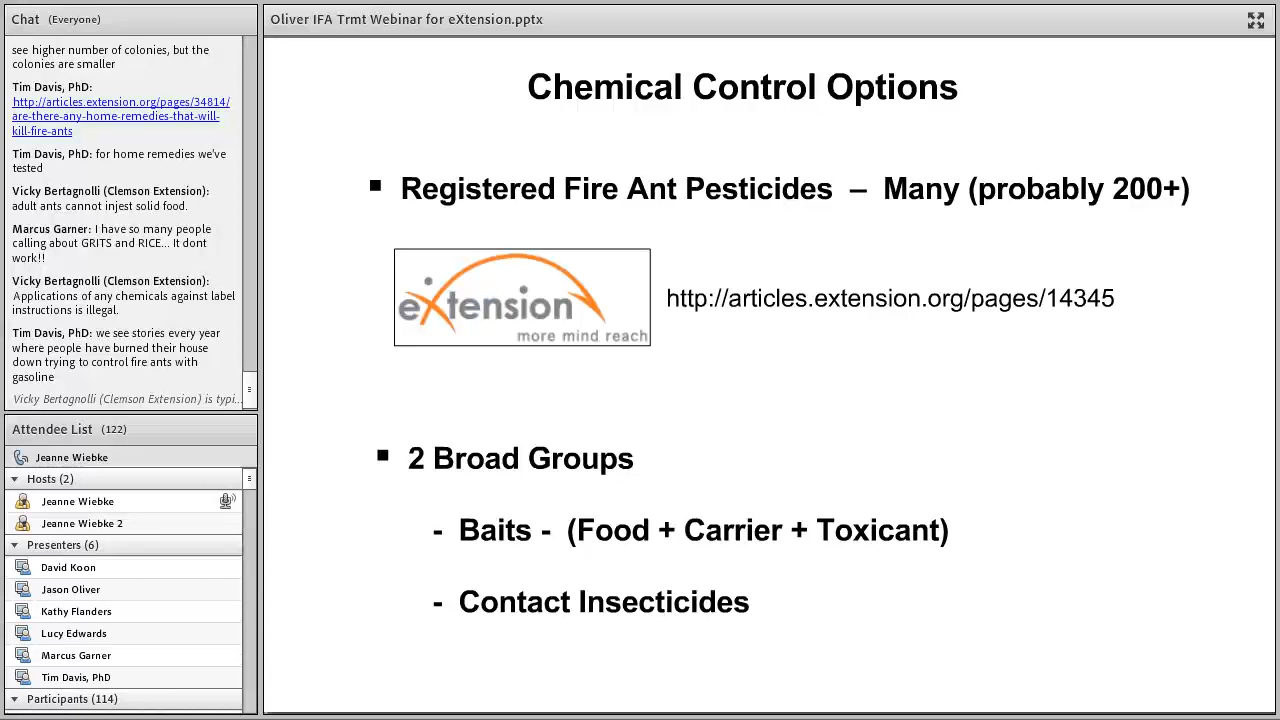 Chat (Everyone)
see higher number of colonies, but the
colonies are smaller
Tim Davis, PhD:
http://articles.extension.org/pages/34814/
are-there-any-home-remedies-that-will-
kill-fire-ants
Tim Davis, PhD: for home remedies we've
tested
Vicky Bertagnolli (Clemson Extension):
adult ants cannot injest solid food.
Marcus Garner: I have so many people
calling about GRITS and RICE... It dont
work!!
Vicky Bertagnolli (Clemson Extension):
Applications of any chemicals against label
instructions is illegal.
Tim Davis, PhD: we see stories every year
where people have burned their house
down trying to control fire ants with
gasoline
Vicky Bertagnolli (Clemson Extension) is typi...
Attendee List (122)
Jeanne Wiebke
Hosts (2)
Jeanne Wiebke
Jeanne Wiebke 2
Presenters (6)
David Koon
Jason Oliver
Kathy Flanders
Lucy Edwards
Marcus Garner
Tim Davis, PhD
Participants (114)
Oliver IFA Trmt Webinar for eXtension.pptx
Chemical Control Options
▪ Registered Fire Ant Pesticides – Many (probably 200+)
eXtension
more mind reach
http://articles.extension.org/pages/14345
▪ 2 Broad Groups
- Baits - (Food + Carrier + Toxicant)
- Contact Insecticides